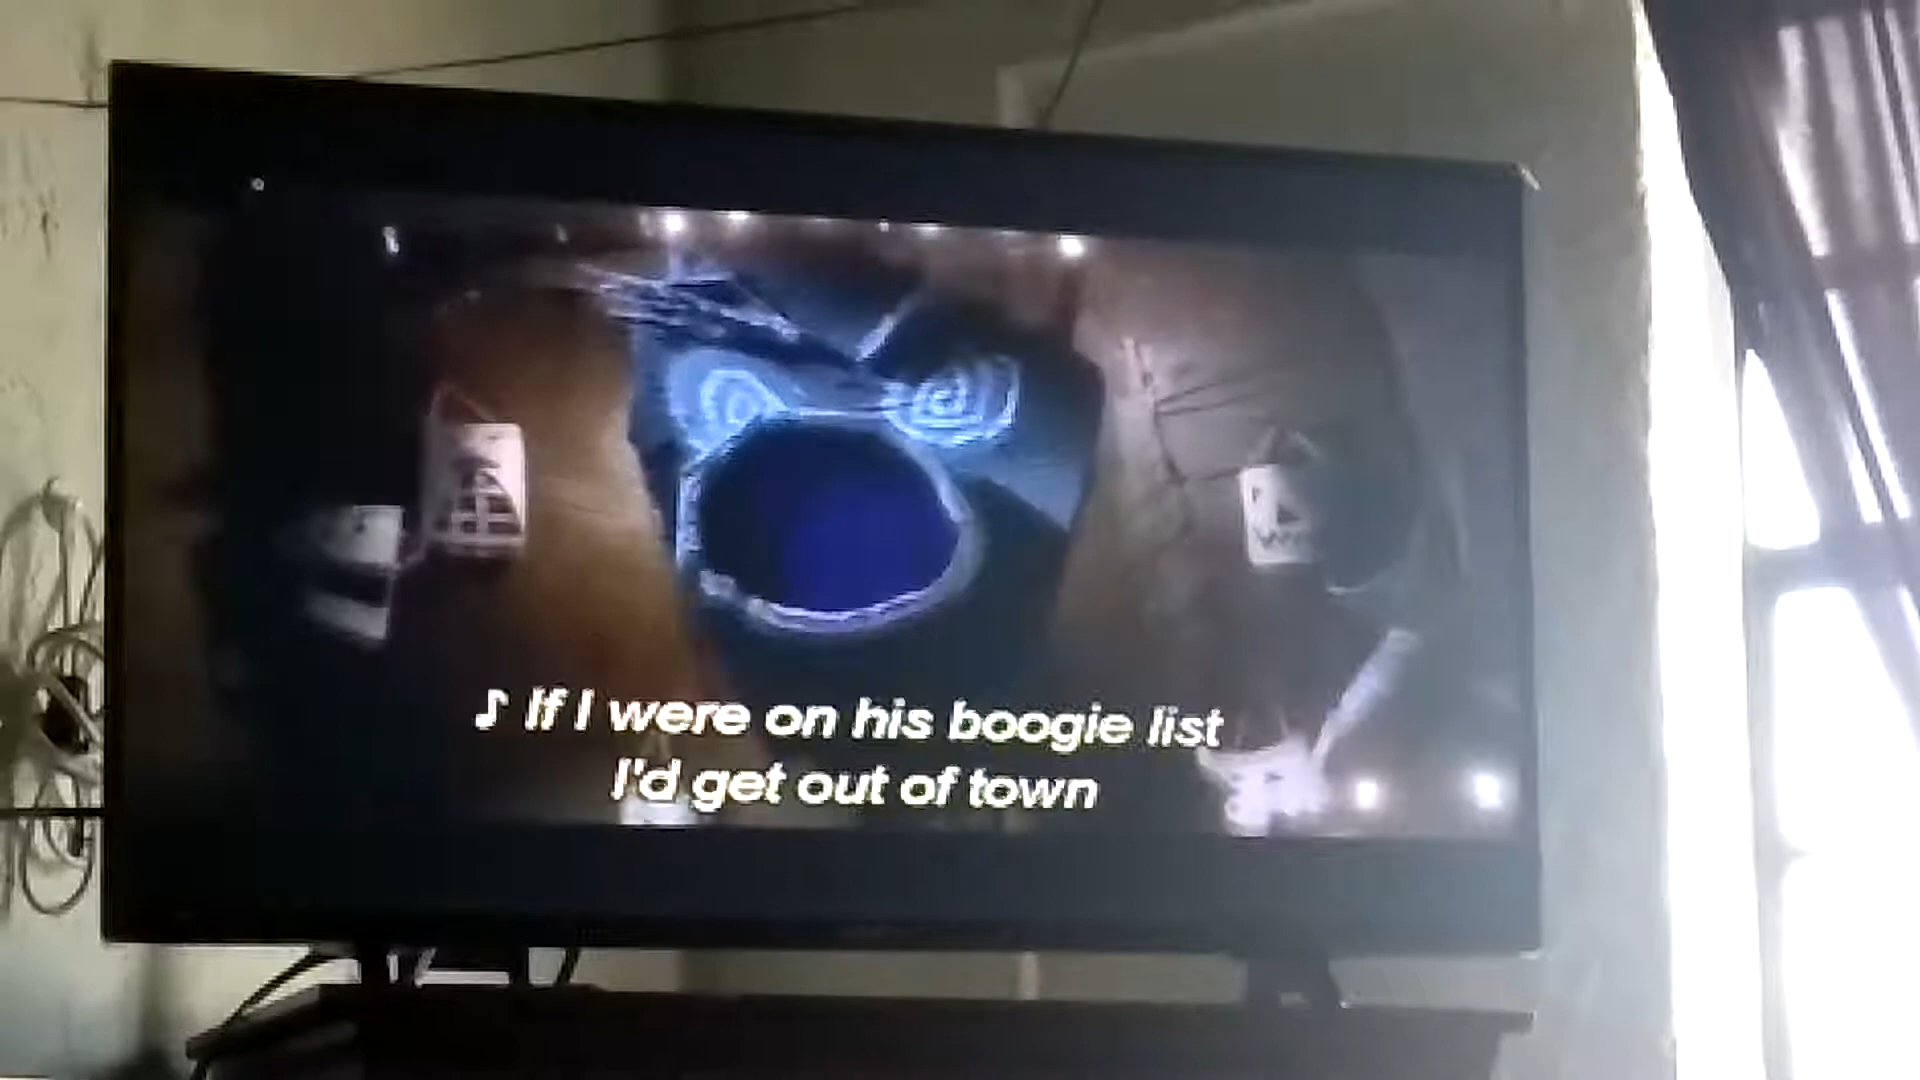 ♪ If I were on his boogie list
I'd get out of town